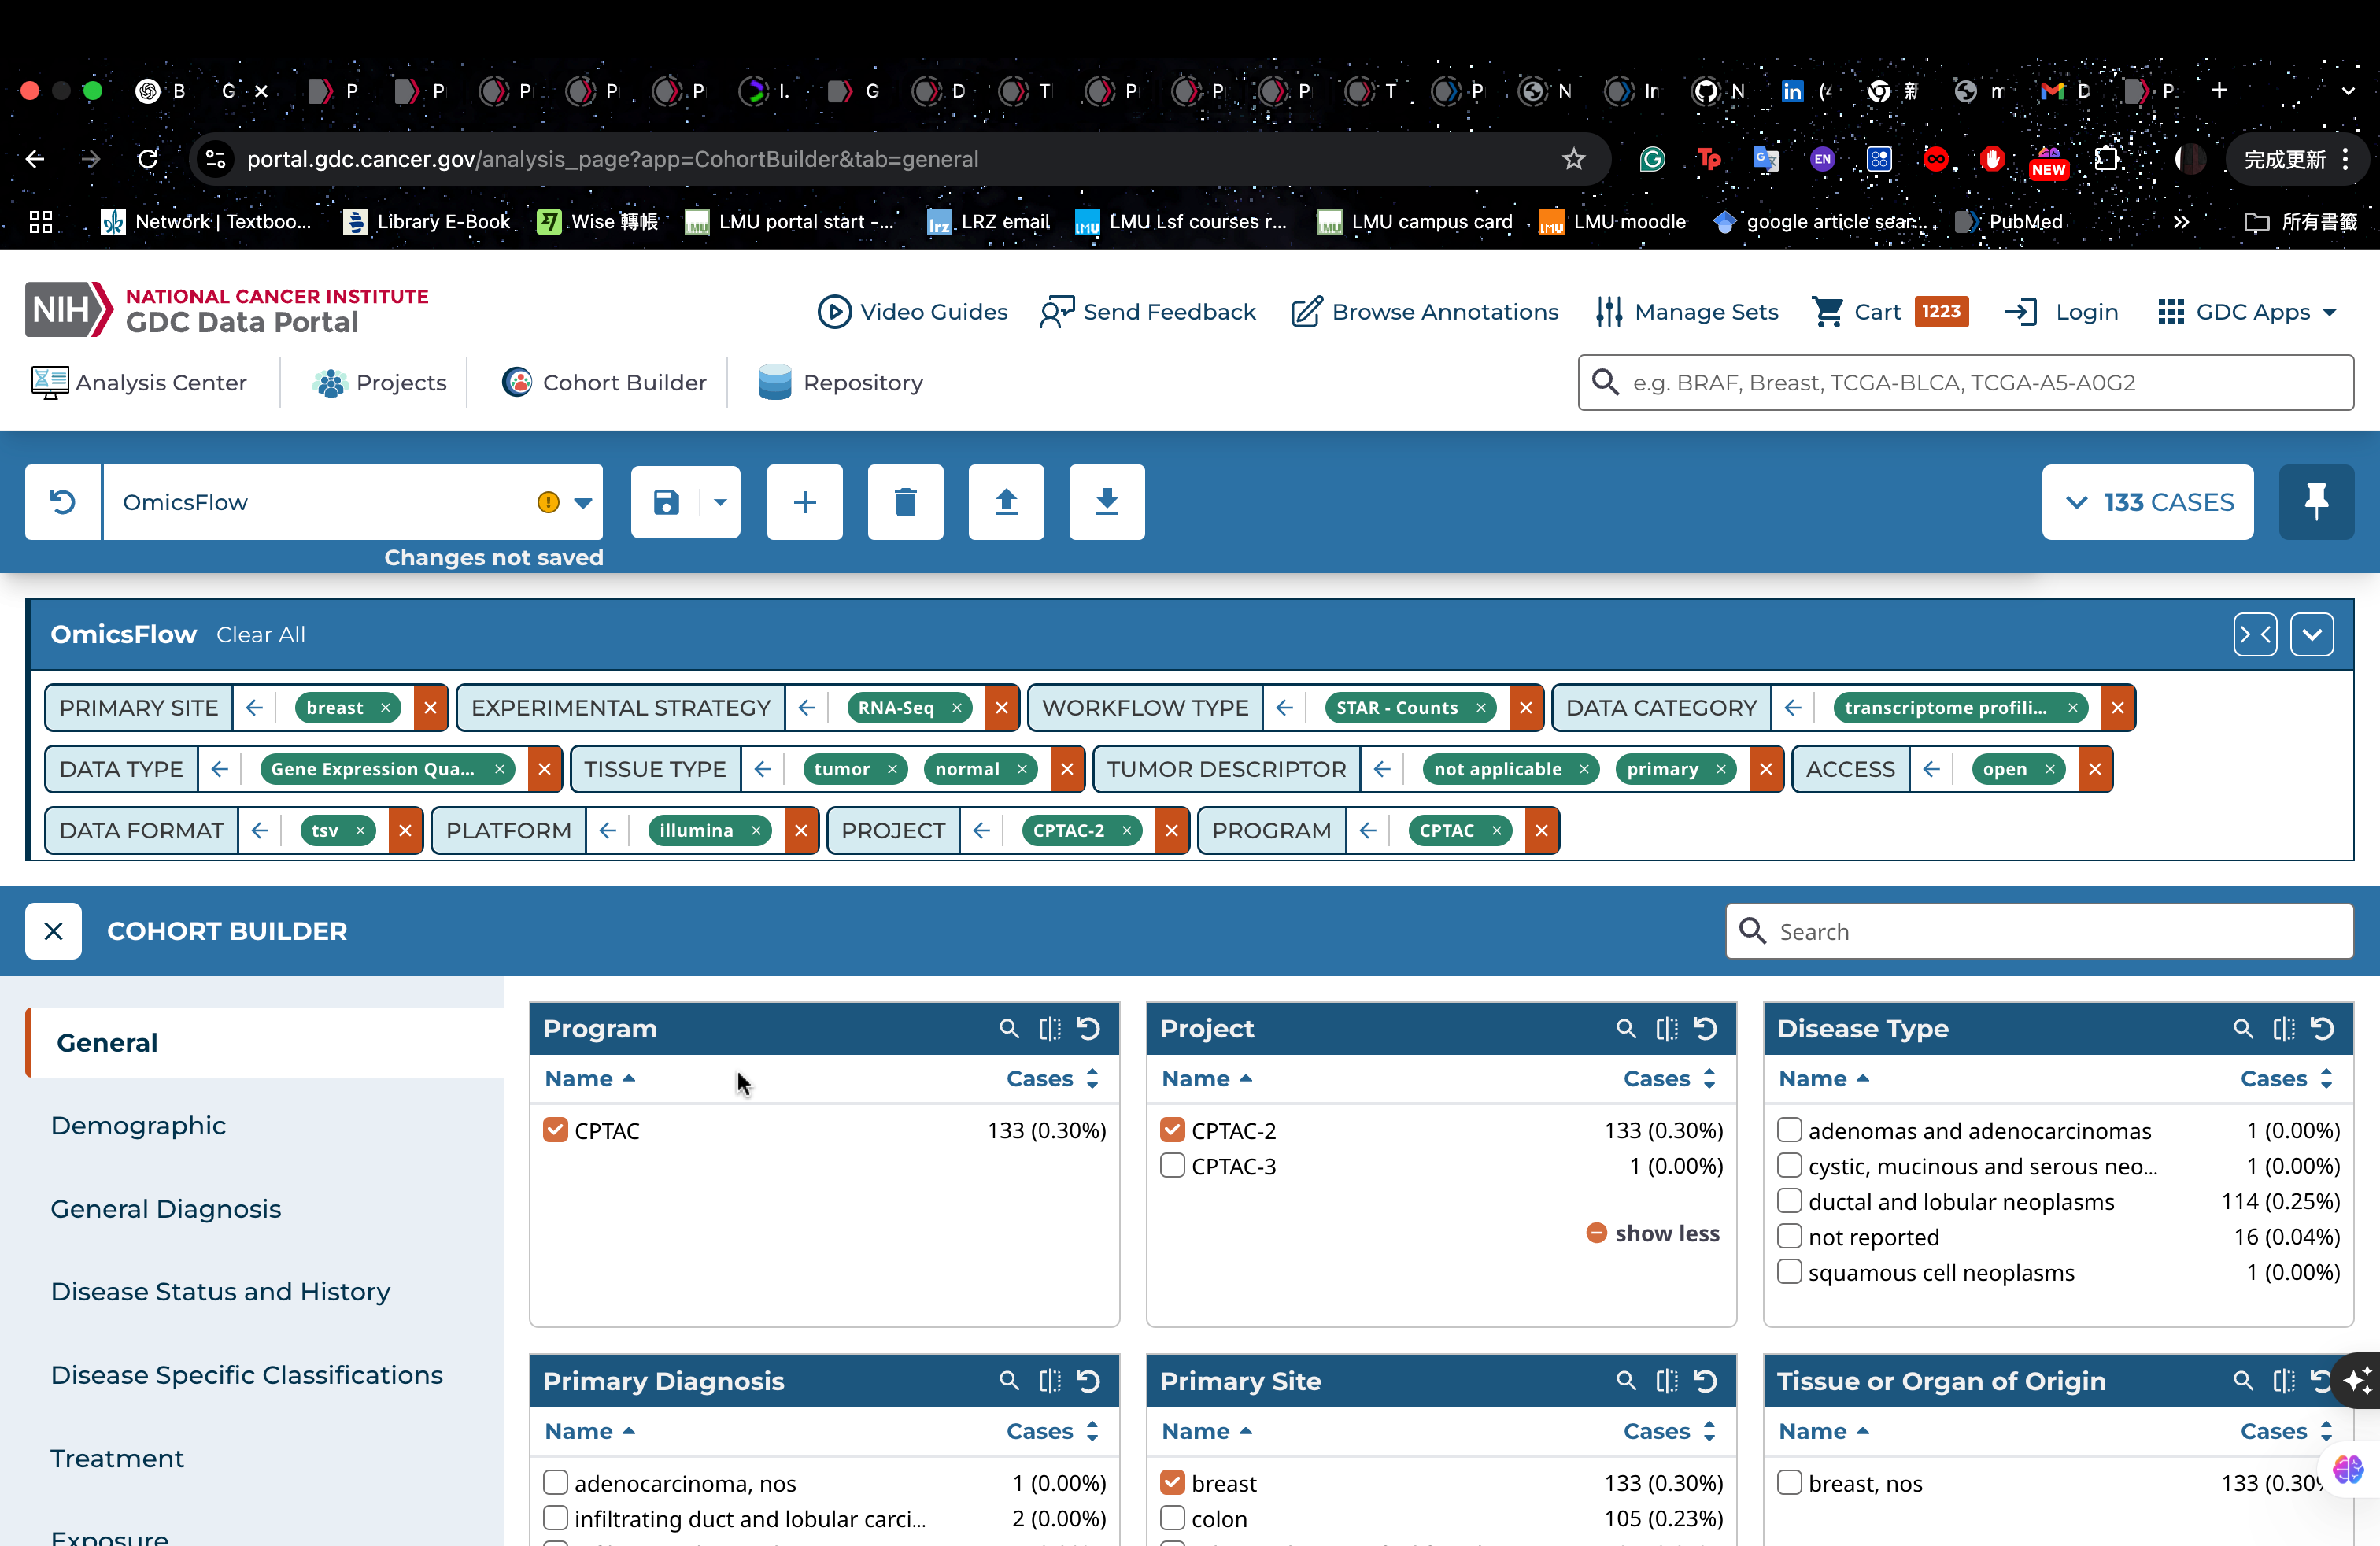 B G P P P P P I. G D T P P P T P N In N (4 新 m D P
portal.gdc.cancer.gov/analysis_page?app=CohortBuilder&tab=general
EN NEW 完成更新
Network | Textboo... Library E-Book Wise 轉帳 LMU portal start -... LRZ email LMU Lsf courses r... LMU campus card LMU moodle google article sear... PubMed 所有書籤
NIH NATIONAL CANCER INSTITUTE
GDC Data Portal
Video Guides Send Feedback Browse Annotations Manage Sets Cart 1223 Login GDC Apps
Analysis Center Projects Cohort Builder Repository e.g. BRAF, Breast, TCGA-BLCA, TCGA-A5-A0G2
OmicsFlow 133 CASES
Changes not saved
OmicsFlow Clear All
PRIMARY SITE breast EXPERIMENTAL STRATEGY RNA-Seq WORKFLOW TYPE STAR - Counts DATA CATEGORY transcriptome profili...
DATA TYPE Gene Expression Qua... TISSUE TYPE tumor normal TUMOR DESCRIPTOR not applicable primary ACCESS open
DATA FORMAT tsv PLATFORM illumina PROJECT CPTAC-2 PROGRAM CPTAC
COHORT BUILDER Search
General
Demographic
General Diagnosis
Disease Status and History
Disease Specific Classifications
Treatment
Exposure
Program
Name Cases
CPTAC 133 (0.30%)
Project
Name Cases
CPTAC-2 133 (0.30%)
CPTAC-3 1 (0.00%)
show less
Disease Type
Name Cases
adenomas and adenocarcinomas 1 (0.00%)
cystic, mucinous and serous neo... 1 (0.00%)
ductal and lobular neoplasms 114 (0.25%)
not reported 16 (0.04%)
squamous cell neoplasms 1 (0.00%)
Primary Diagnosis
Name Cases
adenocarcinoma, nos 1 (0.00%)
infiltrating duct and lobular carci... 2 (0.00%)
Primary Site
Name Cases
breast 133 (0.30%)
colon 105 (0.23%)
Tissue or Organ of Origin
Name Cases
breast, nos 133 (0.30%